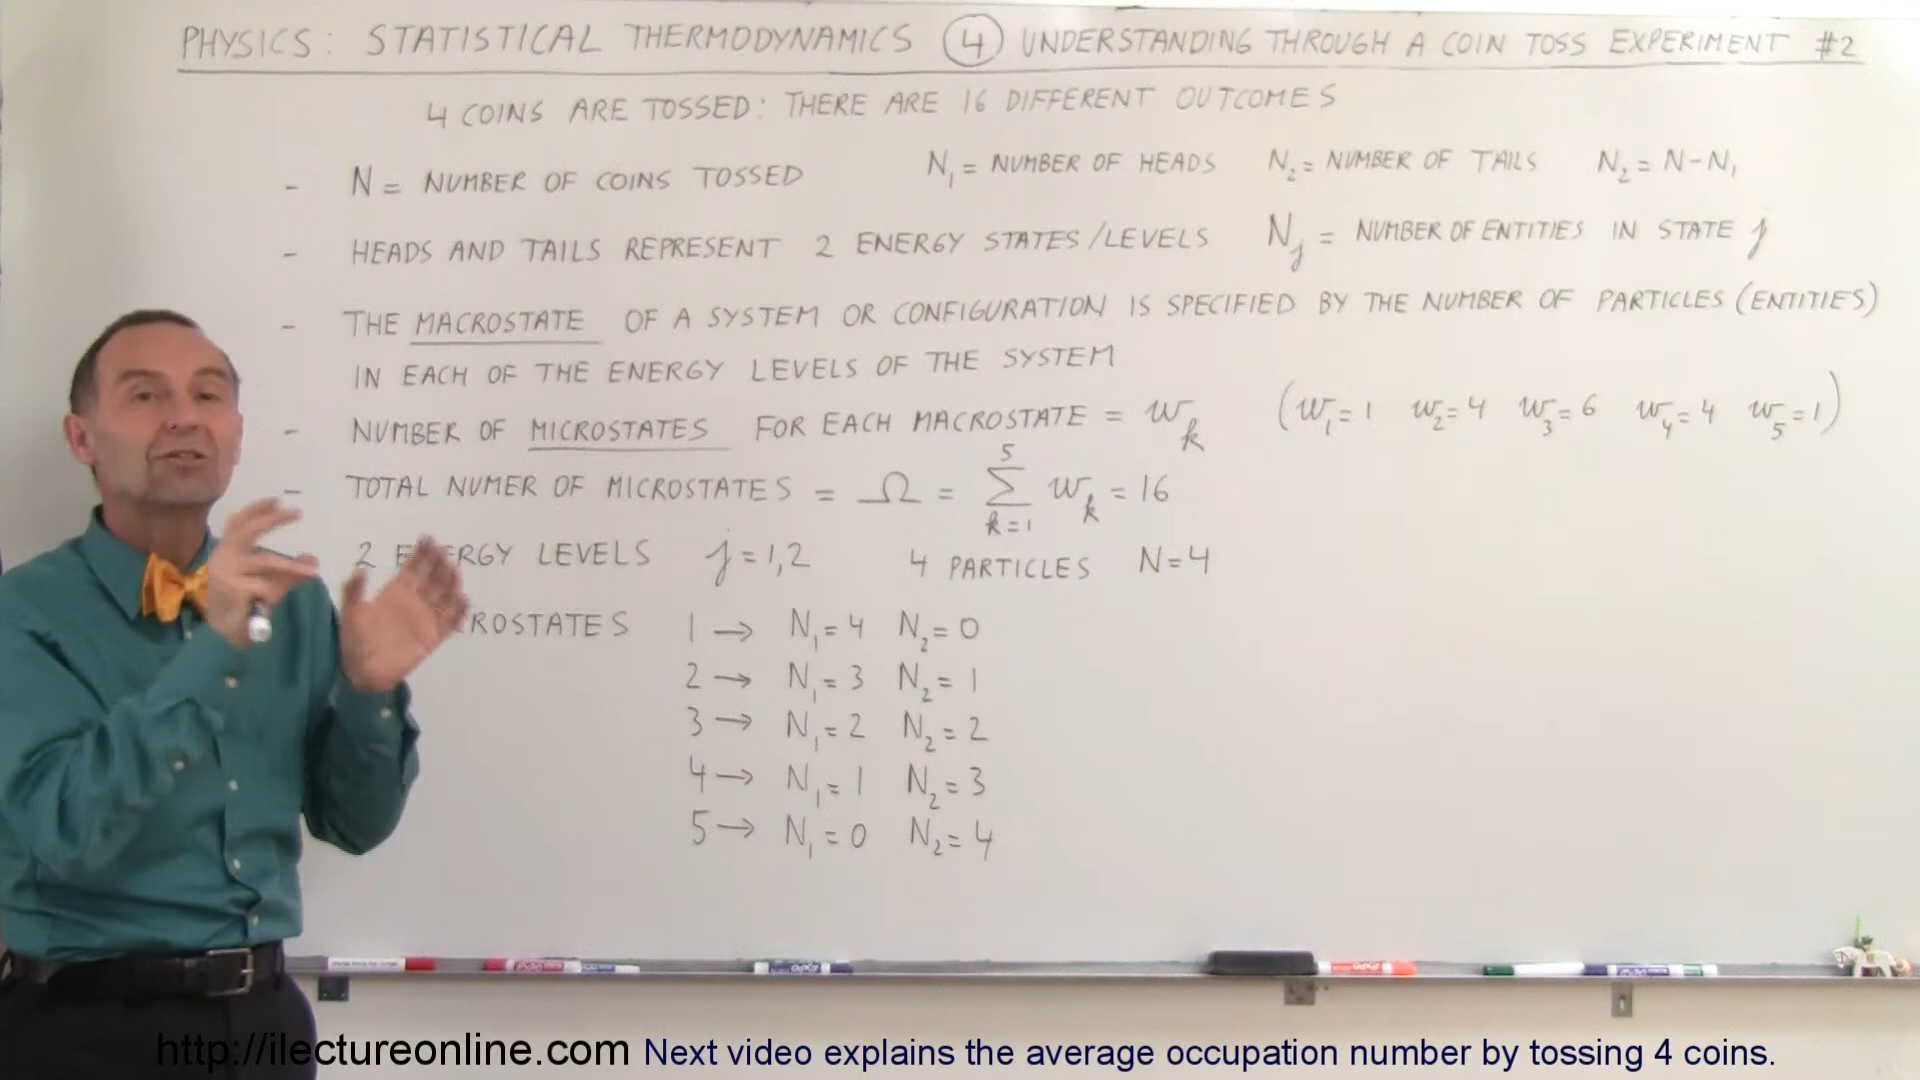 PHYSICS: STATISTICAL THERMODYNAMICS 4 UNDERSTANDING THROUGH A COIN TOSS EXPERIMENT #2
4 COINS ARE TOSSED: THERE ARE 16 DIFFERENT OUTCOMES
- N = NUMBER OF COINS TOSSED N₁ = NUMBER OF HEADS N₂ = NUMBER OF TAILS N₂ = N-N₁
- HEADS AND TAILS REPRESENT 2 ENERGY STATES/LEVELS Nj = NUMBER OF ENTITIES IN STATE j
- THE MACROSTATE OF A SYSTEM OR CONFIGURATION IS SPECIFIED BY THE NUMBER OF PARTICLES (ENTITIES)
IN EACH OF THE ENERGY LEVELS OF THE SYSTEM
- NUMBER OF MICROSTATES FOR EACH MACROSTATE = wk (w₁=1 w₂=4 w₃=6 w₄=4 w₅=1)
- TOTAL NUMER OF MICROSTATES = Ω = 5 Σ k=1 wk = 16
2 ENERGY LEVELS j = 1,2 4 PARTICLES N=4
ROSTATES 1 → N₁=4 N₂=0
2 → N₁=3 N₂=1
3 → N₁=2 N₂=2
4 → N₁=1 N₂=3
5 → N₁=0 N₂=4
http://ilectureonline.com Next video explains the average occupation number by tossing 4 coins.